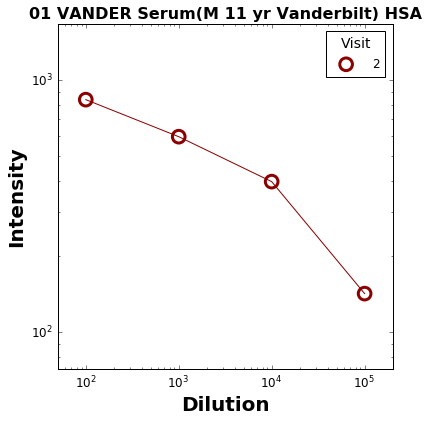 01 VANDER Serum(M 11 yr Vanderbilt) HSA
Visit
2
10³
10²
Intensity
10² 10³ 10⁴ 10⁵
Dilution